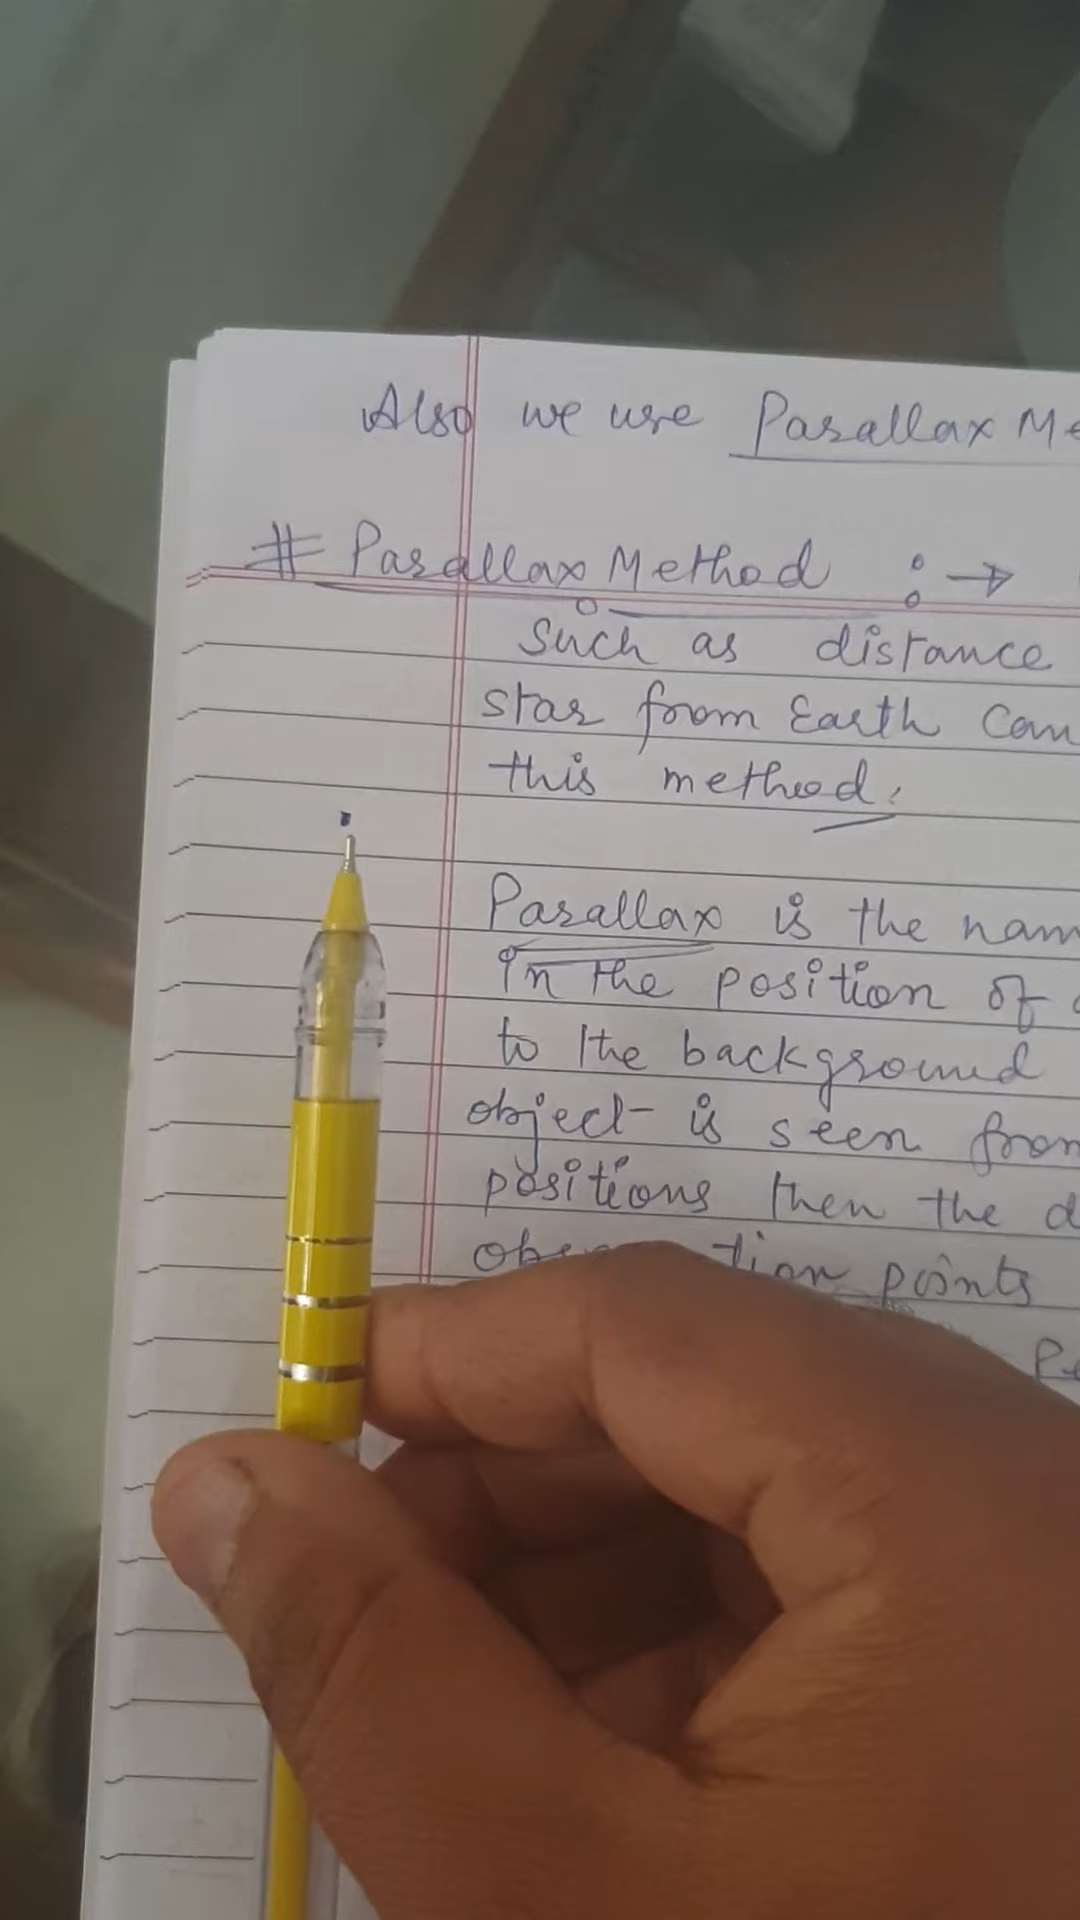 Also we use Parallax Me
# Parallax Method :→
such as distance
star from Earth Can
this method.
Parallax is the nam
in the position of
to the background
object is seen from
positions then the d
points